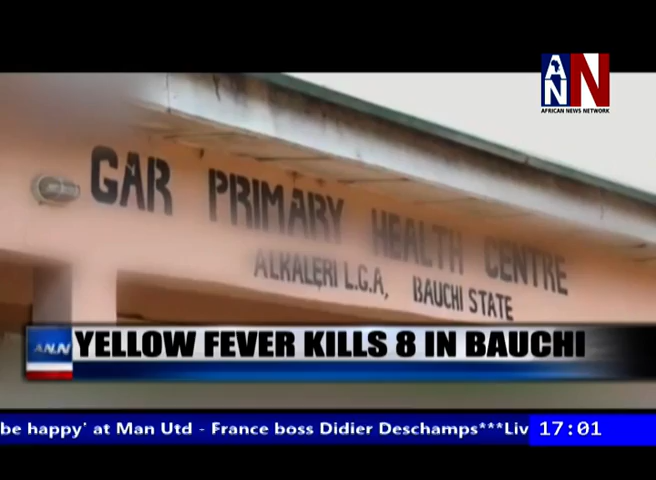 ANN
AFRICAN NEWS NETWORK
GAR PRIMARY HEALTH CENTRE
ALKALERI L.G.A, BAUCHI STATE
ANN
YELLOW FEVER KILLS 8 IN BAUCHI
be happy' at Man Utd - France boss Didier Deschamps***Liv
17:01